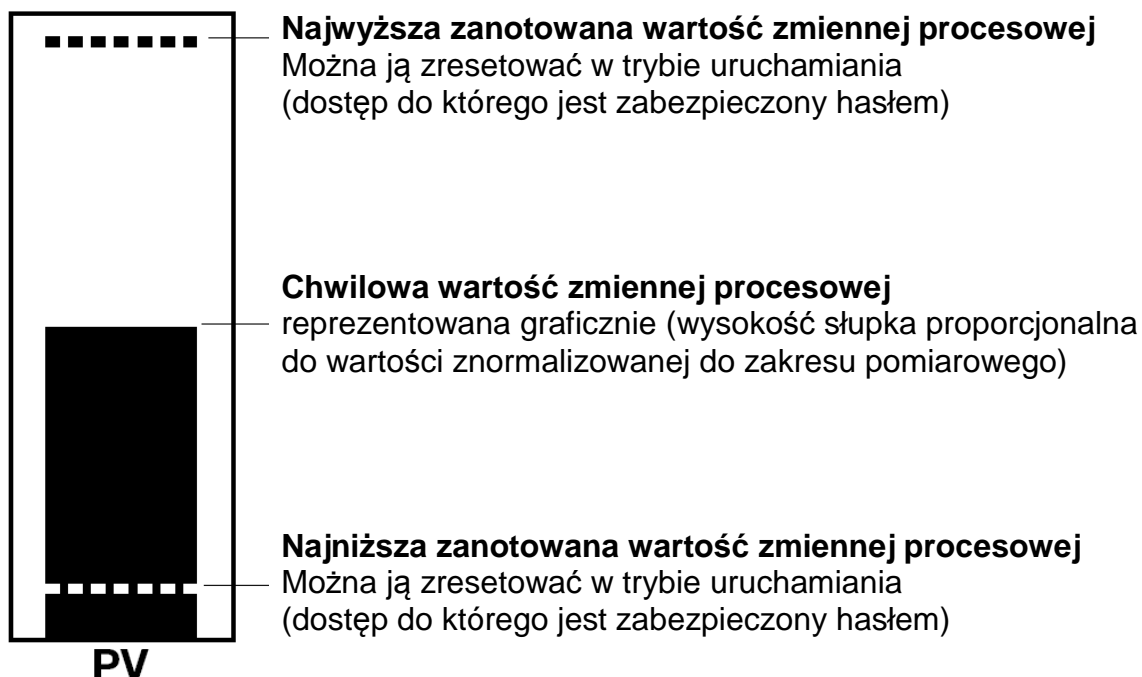 Najwyższa zanotowana wartość zmiennej procesowej
Można ją zresetować w trybie uruchamiania
(dostęp do którego jest zabezpieczony hasłem)
Chwilowa wartość zmiennej procesowej
reprezentowana graficznie (wysokość słupka proporcjonalna
do wartości znormalizowanej do zakresu pomiarowego)
Najniższa zanotowana wartość zmiennej procesowej
Można ją zresetować w trybie uruchamiania
(dostęp do którego jest zabezpieczony hasłem)
PV